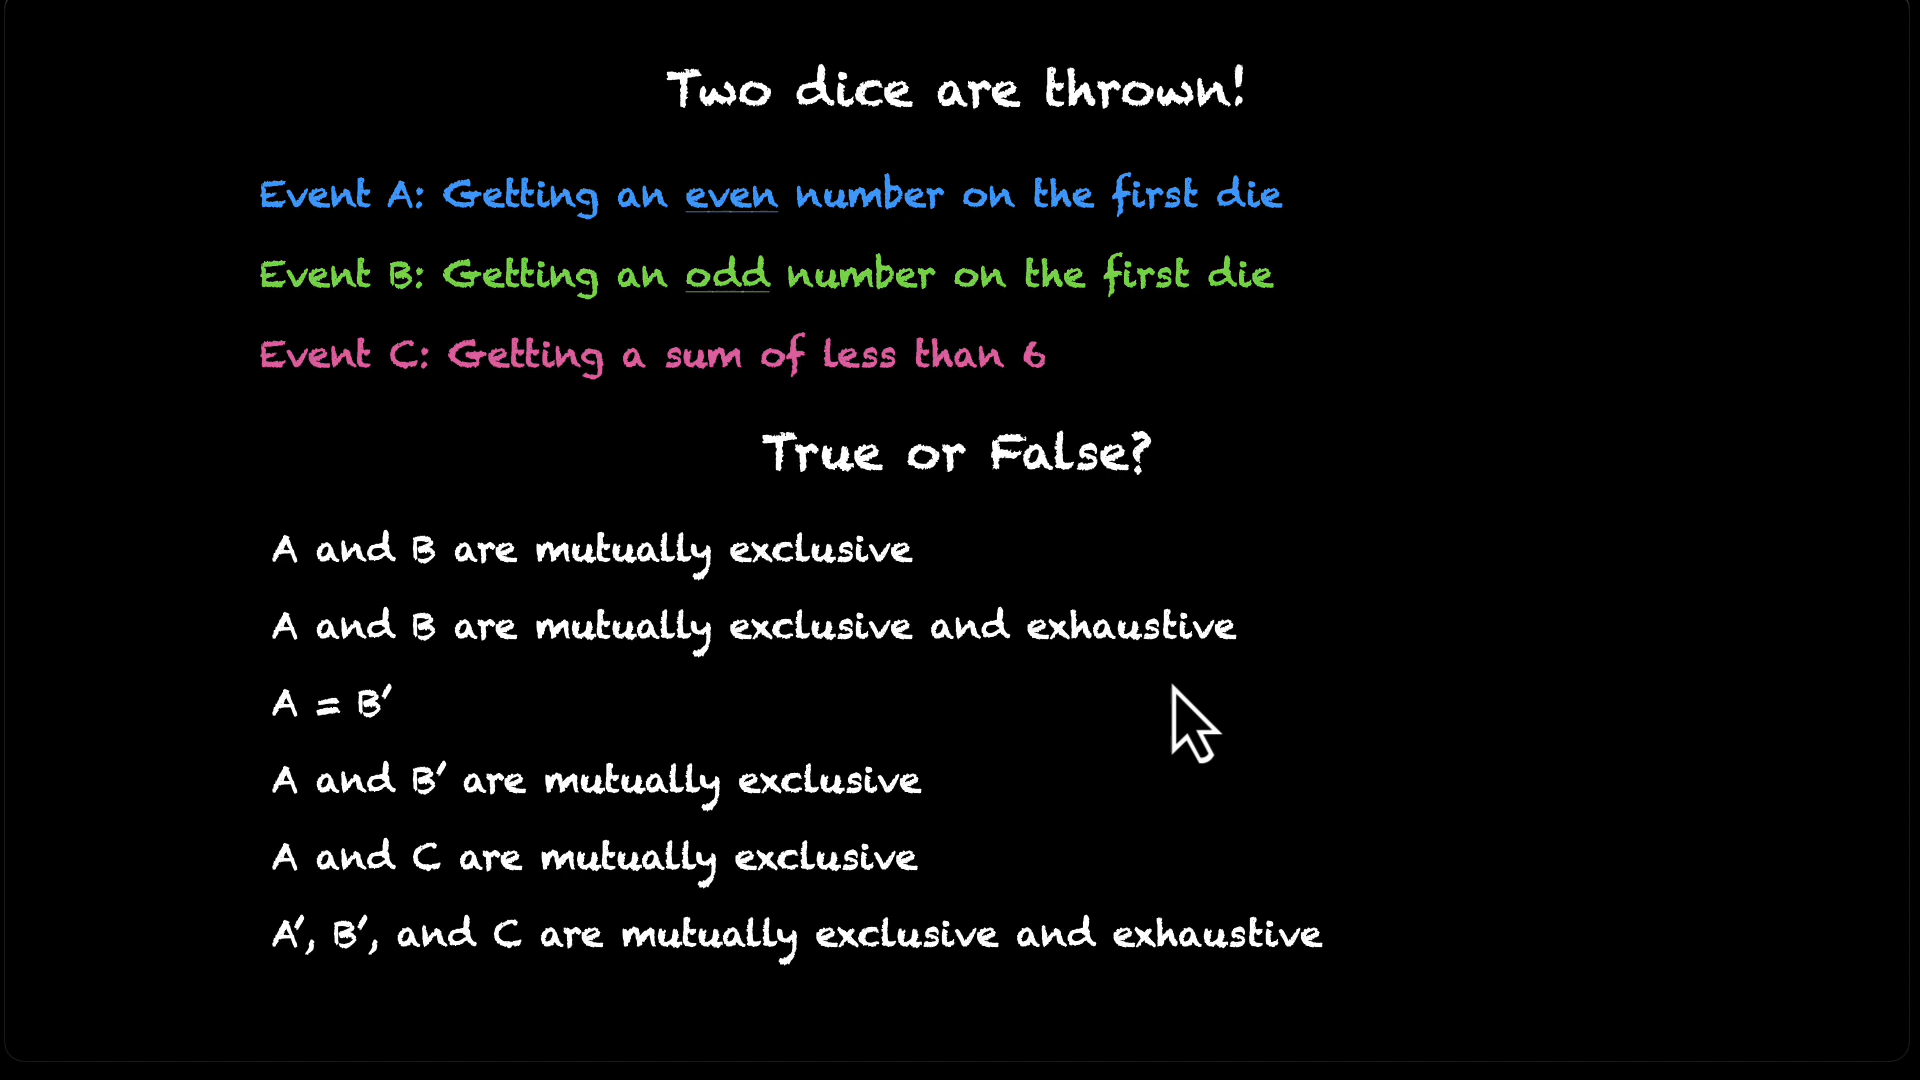 Two dice are thrown!
Event A: Getting an even number on the first die
Event B: Getting an odd number on the first die
Event C: Getting a sum of less than 6
True or False?
A and B are mutually exclusive
A and B are mutually exclusive and exhaustive
A = B′
A and B′ are mutually exclusive
A and C are mutually exclusive
A′, B′, and C are mutually exclusive and exhaustive